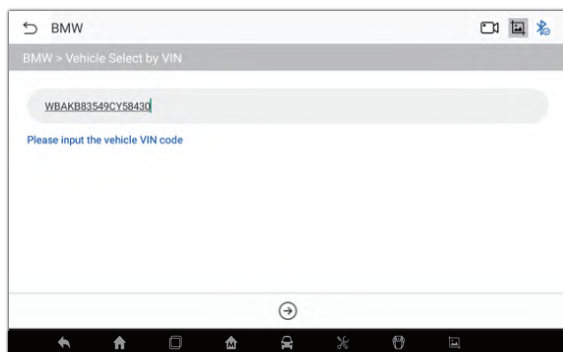 BMW
BMW > Vehicle Select by VIN
WBAKB83549CY58430
Please input the vehicle VIN code